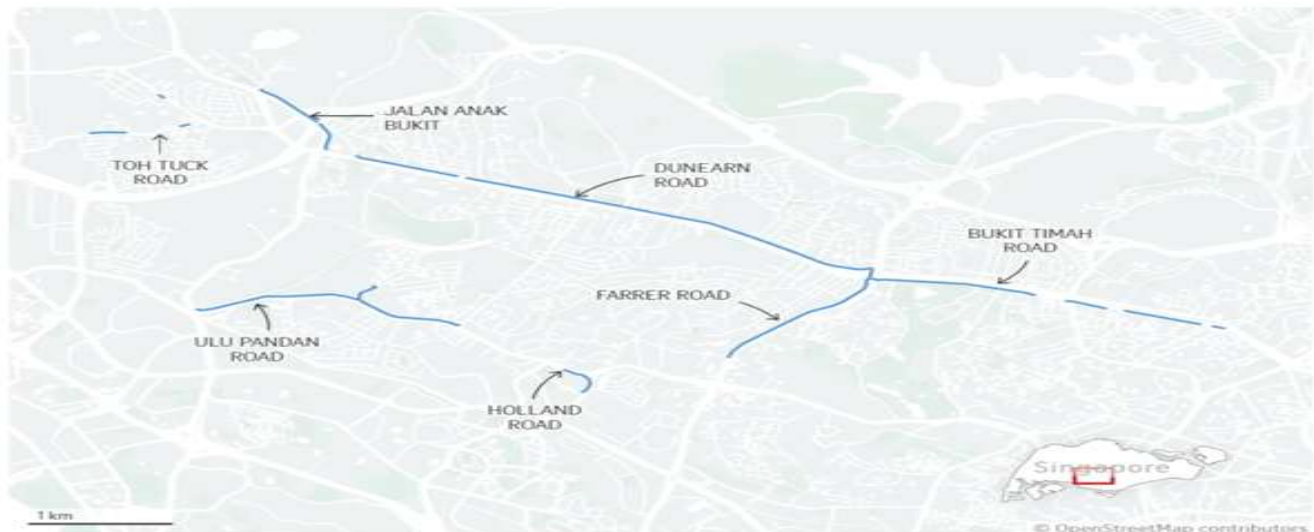 JALAN ANAK
BUKIT
TOH TUCK
ROAD
DUNEARN
ROAD
BUKIT TIMAH
ROAD
FARRER ROAD
ULU PANDAN
ROAD
HOLLAND
ROAD
Singapore
1 km
© OpenStreetMap contributors